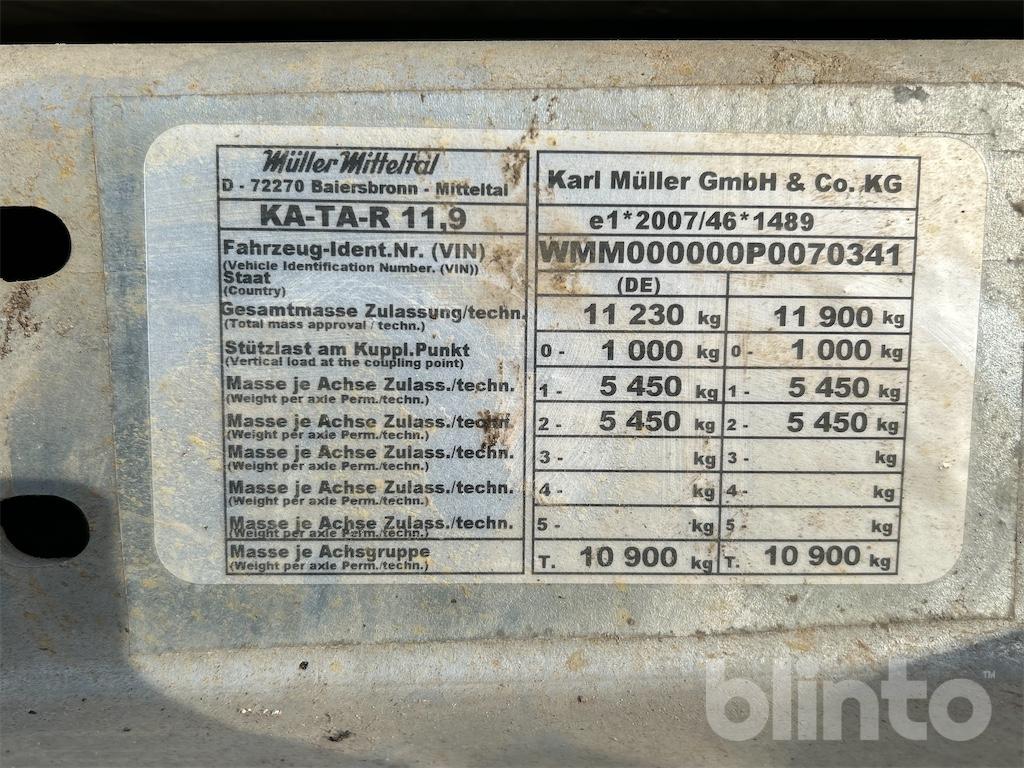 Müller Mitteltal
D - 72270 Baiersbronn - Mitteltal
Karl Müller GmbH & Co. KG
KA-TA-R 11,9
e1*2007/46*1489
Fahrzeug-Ident.Nr. (VIN)
(Vehicle Identification Number. (VIN))
WMM000000P0070341
Staat
(Country)
(DE)
Gesamtmasse Zulassung/techn.
(Total mass approval / techn.)
11 230 kg 11 900 kg
Stützlast am Kuppl.Punkt
(Vertical load at the coupling point)
0 - 1 000 kg 0 - 1 000 kg
Masse je Achse Zulass./techn.
(Weight per axle Perm./techn.)
1 - 5 450 kg 1 - 5 450 kg
Masse je Achse Zulass./techn.
(Weight per axle Perm./techn.)
2 - 5 450 kg 2 - 5 450 kg
Masse je Achse Zulass./techn.
(Weight per axle Perm./techn.)
3 - kg 3 - kg
Masse je Achse Zulass./techn.
(Weight per axle Perm./techn.)
4 - kg 4 - kg
Masse je Achse Zulass./techn.
(Weight per axle Perm./techn.)
5 - kg 5 - kg
Masse je Achsgruppe
(Weight per axle Perm./techn.)
T. 10 900 kg T. 10 900 kg
blinto™